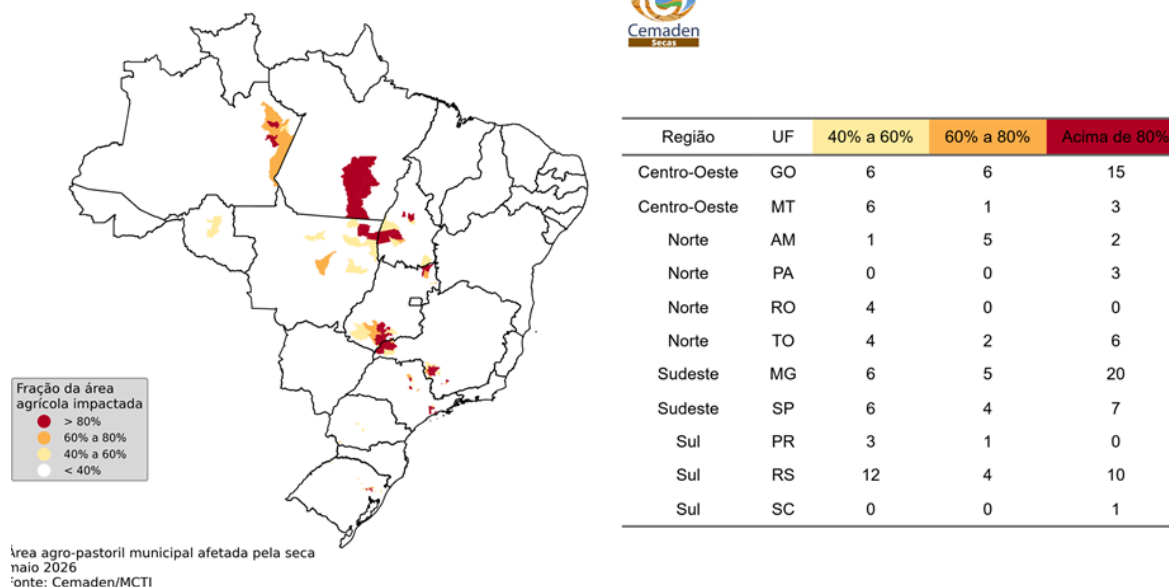 Cemaden
Secas
Região UF 40% a 60% 60% a 80% Acima de 80%
Centro-Oeste GO 6 6 15
Centro-Oeste MT 6 1 3
Norte AM 1 5 2
Norte PA 0 0 3
Norte RO 4 0 0
Norte TO 4 2 6
Sudeste MG 6 5 20
Sudeste SP 6 4 7
Sul PR 3 1 0
Sul RS 12 4 10
Sul SC 0 0 1
Fração da área
agrícola impactada
> 80%
60% a 80%
40% a 60%
< 40%
Área agro-pastoril municipal afetada pela seca
maio 2026
Fonte: Cemaden/MCTI